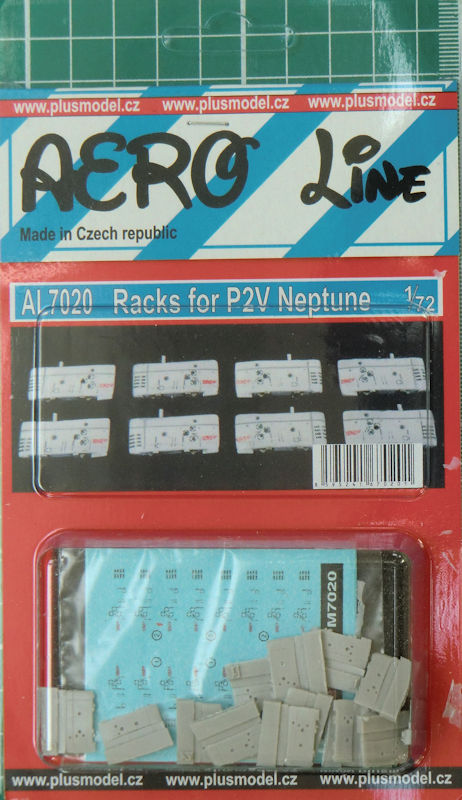 www.plusmodel.cz www.plusmodel.cz www.plusmodel.cz
AERO LINE
Made in Czech republic
AL7020 Racks for P2V Neptune 1/72
M7020
www.plusmodel.cz www.plusmodel.cz www.plusmodel.cz